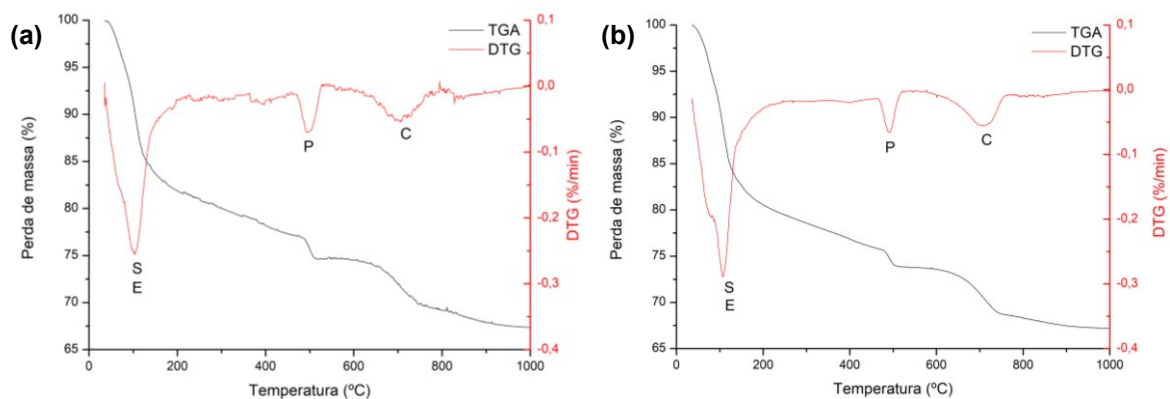 (a)
TGA
DTG
Perda de massa (%)
100
95
90
85
80
75
70
65
0,1
0,0
-0,1
-0,2
-0,3
-0,4
DTG (%/min)
S
E
P
C
0 200 400 600 800 1000
Temperatura (ºC)
(b)
TGA
DTG
Perda de massa (%)
100
95
90
85
80
75
70
65
0,1
0,0
-0,1
-0,2
-0,3
-0,4
DTG (%/min)
S
E
P
C
0 200 400 600 800 1000
Temperatura (ºC)